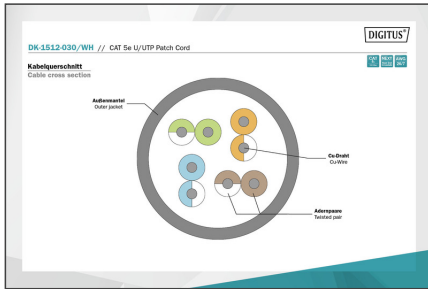 DIGITUS®
DK-1512-030/WH // CAT 5e U/UTP Patch Cord
Kabelquerschnitt
Cable cross section
Außenmantel
Outer jacket
Cu-Draht
Cu-Wire
Adernpaare
Twisted pair